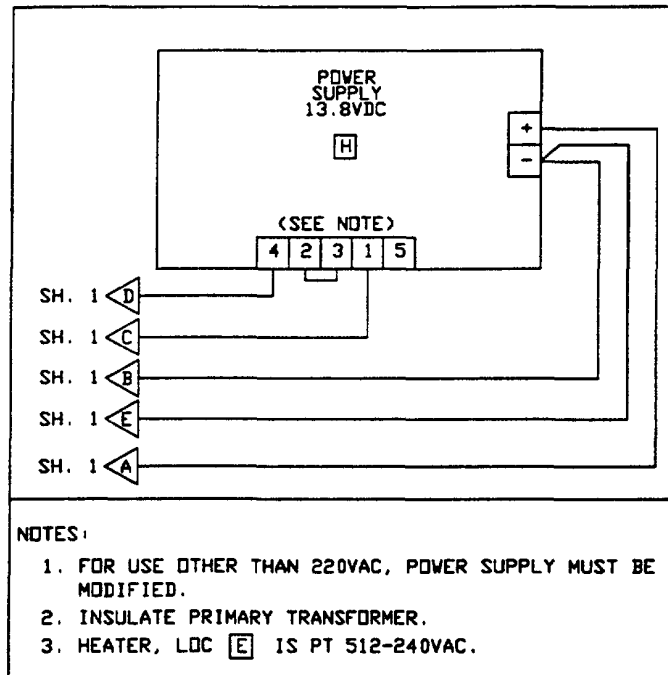 POWER
SUPPLY
13.8VDC
H
+
-
(SEE NOTE)
4 2 3 1 5
SH. 1 D
SH. 1 C
SH. 1 B
SH. 1 E
SH. 1 A
NOTES:
1. FOR USE OTHER THAN 220VAC, POWER SUPPLY MUST BE
MODIFIED.
2. INSULATE PRIMARY TRANSFORMER.
3. HEATER, LOC E IS PT 512-240VAC.